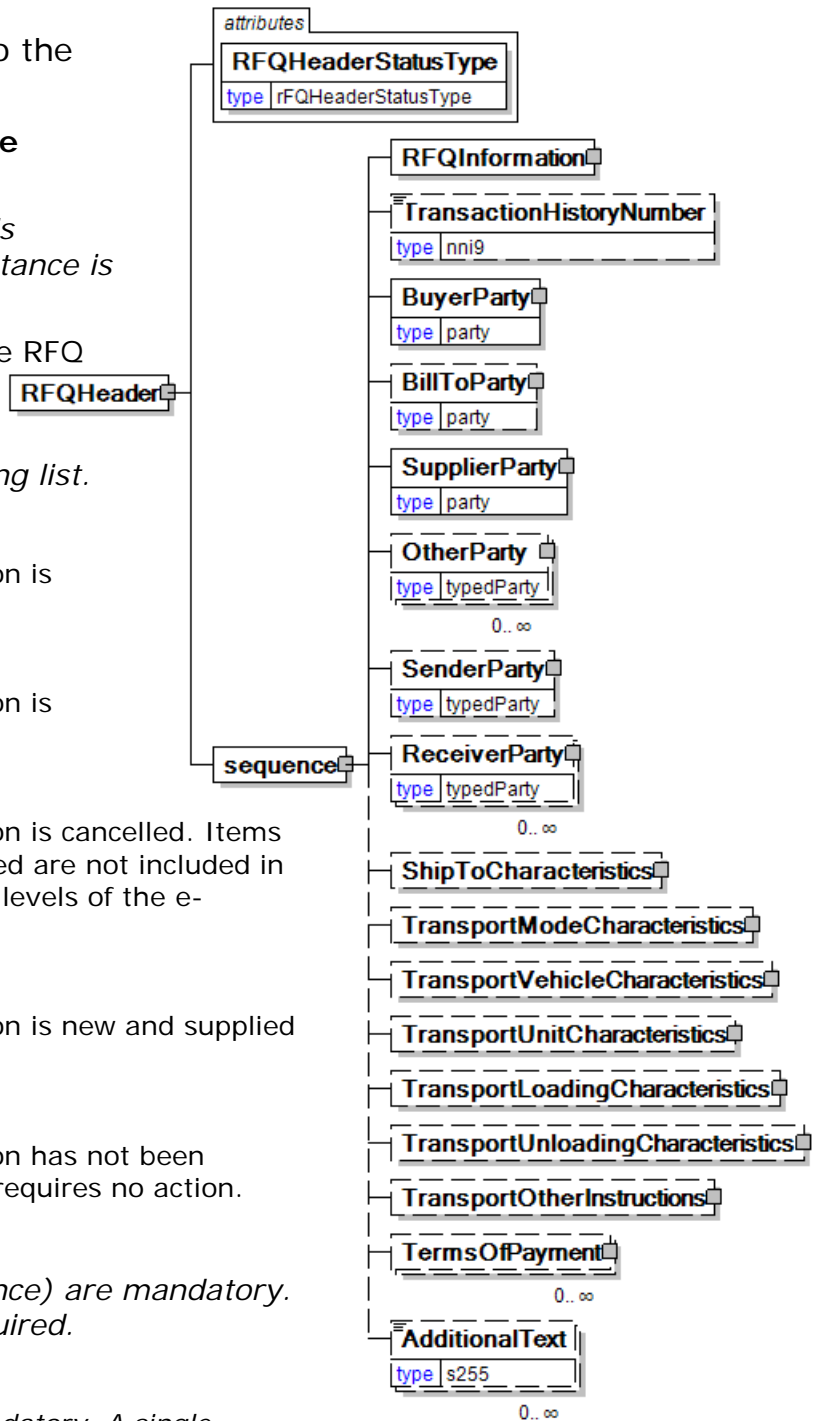 o the
e
s
tance is
e RFQ
ng list.
on is
on is
on is cancelled. Items
ed are not included in
levels of the e-
on is new and supplied
on has not been
requires no action.
nce) are mandatory.
uired.
datory. A single
RFQHeader
attributes
RFQHeaderStatusType
type rFQHeaderStatusType
sequence
RFQInformation
TransactionHistoryNumber
type nni9
BuyerParty
type party
BillToParty
type party
SupplierParty
type party
OtherParty
type typedParty
0.. ∞
SenderParty
type typedParty
ReceiverParty
type typedParty
0.. ∞
ShipToCharacteristics
TransportModeCharacteristics
TransportVehicleCharacteristics
TransportUnitCharacteristics
TransportLoadingCharacteristics
TransportUnloadingCharacteristics
TransportOtherInstructions
TermsOfPayment
0.. ∞
AdditionalText
type s255
0.. ∞